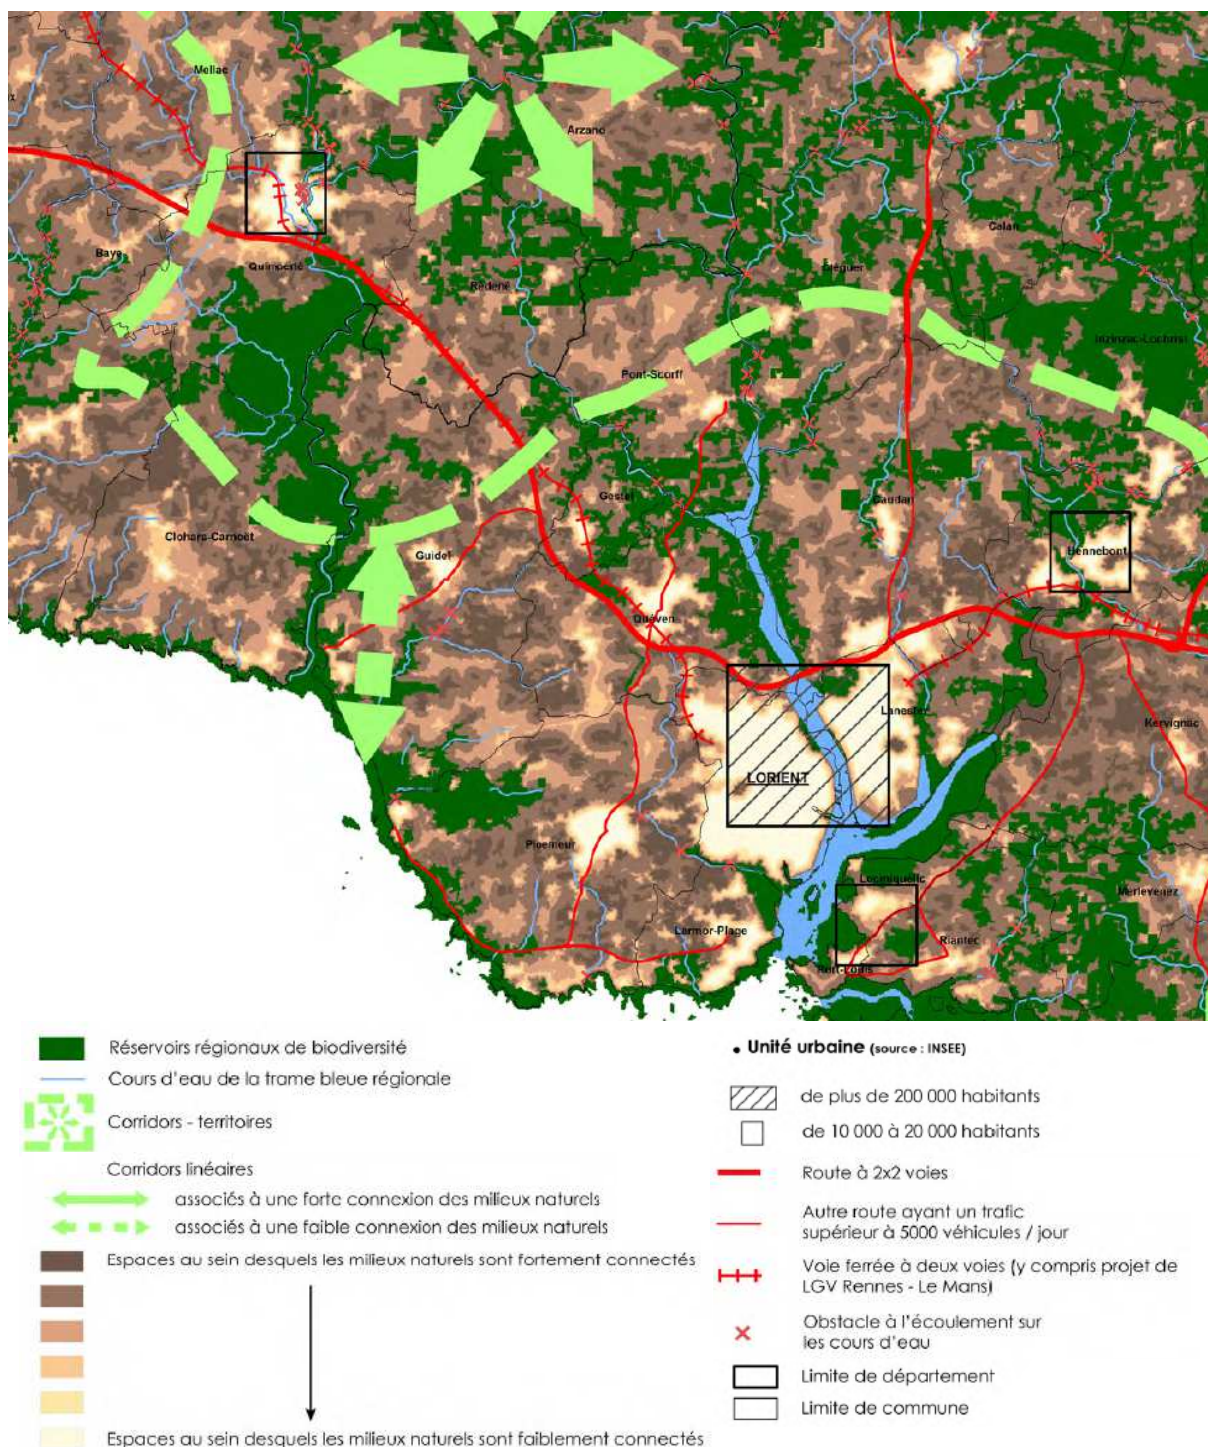 Mellac
Arzano
Calan
Baye
Quimperlé
Rédené
Cléguer
Inzinzac-Lochrist
Pont-Scorff
Gestel
Caudan
Clohars-Carnoët
Guidel
Hennebont
Quéven
Lanester
Kervignac
LORIENT
Ploemeur
Locmiquélic
Merlevenez
Larmor-Plage
Riantec
Port-Louis
Réservoirs régionaux de biodiversité
Cours d'eau de la trame bleue régionale
Corridors - territoires
Corridors linéaires
associés à une forte connexion des milieux naturels
associés à une faible connexion des milieux naturels
Espaces au sein desquels les milieux naturels sont fortement connectés
Espaces au sein desquels les milieux naturels sont faiblement connectés
• Unité urbaine (source : INSEE)
de plus de 200 000 habitants
de 10 000 à 20 000 habitants
Route à 2x2 voies
Autre route ayant un trafic
supérieur à 5000 véhicules / jour
Voie ferrée à deux voies (y compris projet de
LGV Rennes - Le Mans)
Obstacle à l'écoulement sur
les cours d'eau
Limite de département
Limite de commune